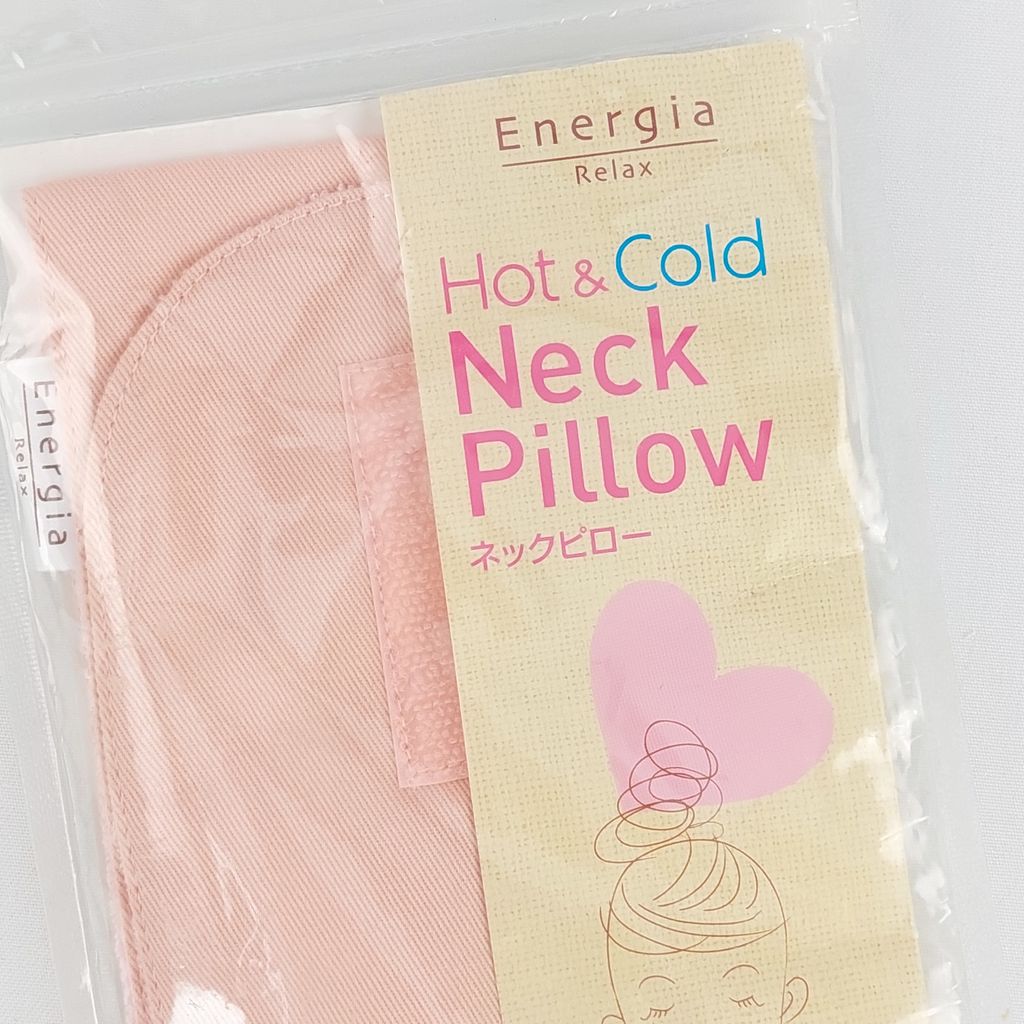 Energia
Relax
Hot & Cold
Neck
Pillow
ネックピロー
Energia
Relax